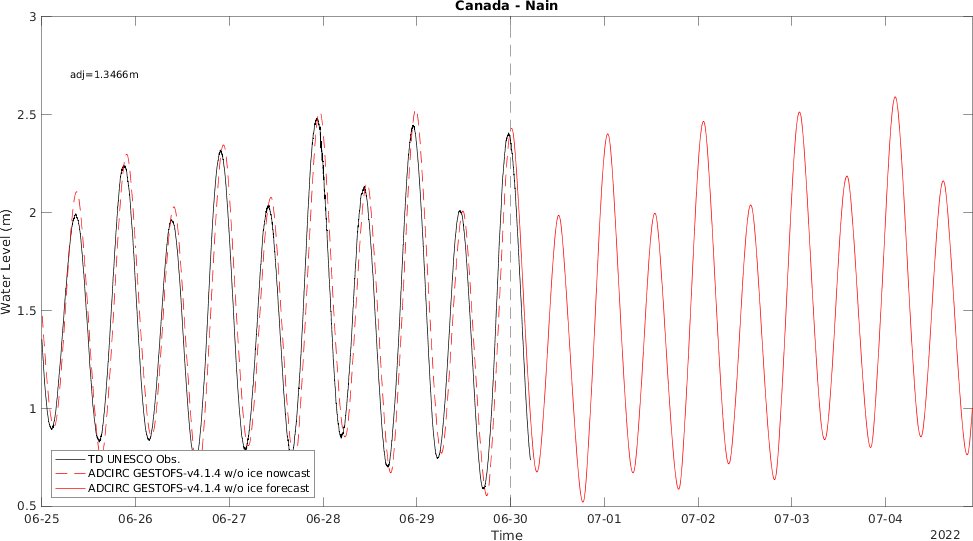 Canada - Nain
3
adj=1.3466m
2.5
2
Water Level (m)
1.5
1
TD UNESCO Obs.
ADCIRC GESTOFS-v4.1.4 w/o ice nowcast
ADCIRC GESTOFS-v4.1.4 w/o ice forecast
0.5
06-25 06-26 06-27 06-28 06-29 06-30 07-01 07-02 07-03 07-04
Time
2022